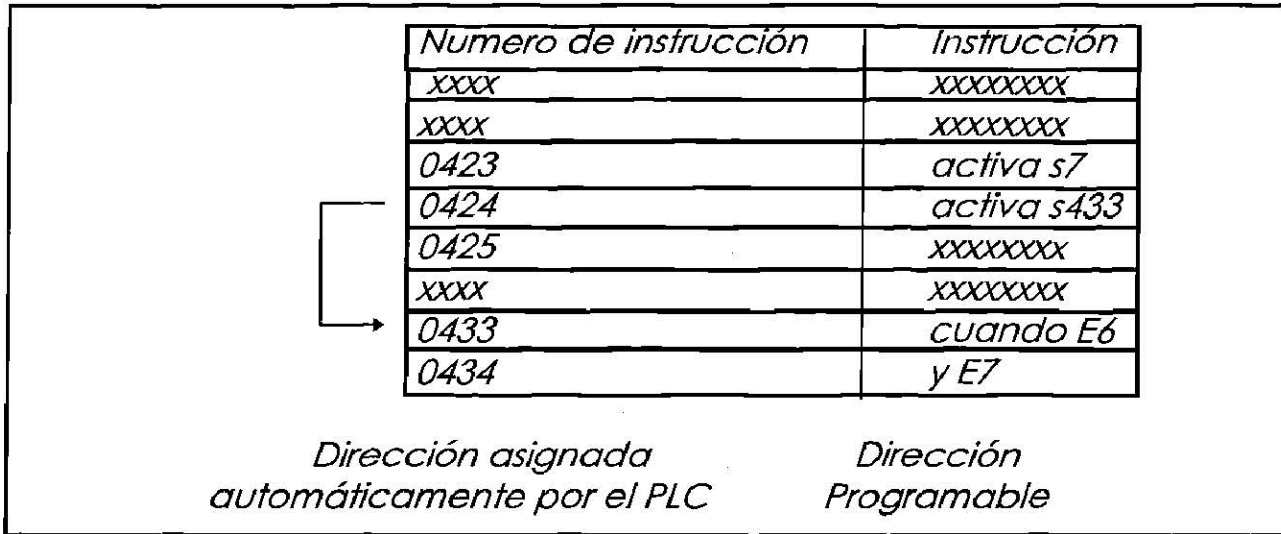 Numero de instrucción Instrucción
xxxx xxxxxxxx
xxxx xxxxxxxx
0423 activa s7
0424 activa s433
0425 xxxxxxxx
xxxx xxxxxxxx
0433 cuando E6
0434 y E7
Dirección asignada Dirección
automáticamente por el PLC Programable